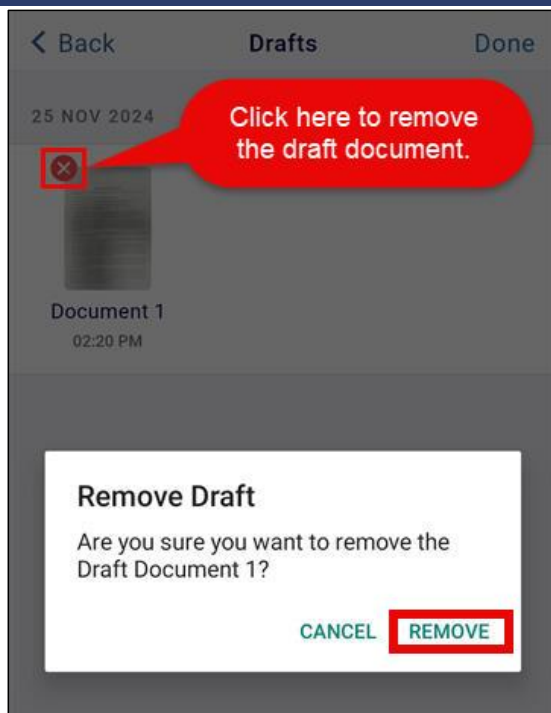 Back Drafts Done
25 NOV 2024
Click here to remove
the draft document.
Document 1
02:20 PM
Remove Draft
Are you sure you want to remove the
Draft Document 1?
CANCEL REMOVE